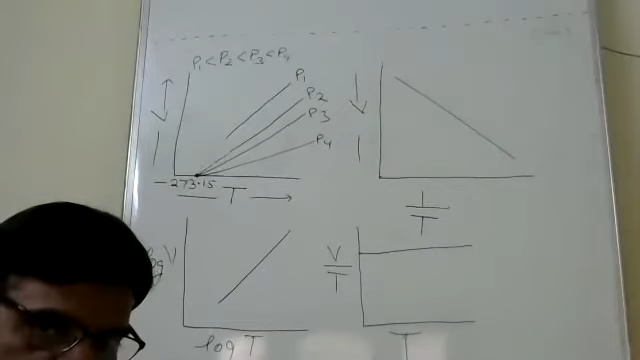 P₁ < P₂ < P₃ < P₄
P₁
P₂
P₃
P₄
-273.15
T
1/T
log V
log T
V/T
T